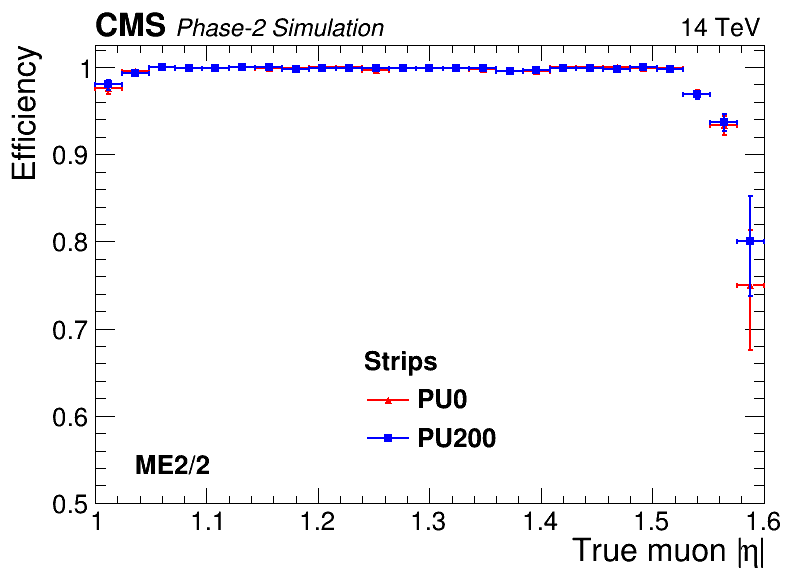 CMS Phase-2 Simulation 14 TeV
Efficiency
1
0.9
0.8
0.7
0.6
0.5
Strips
PU0
PU200
ME2/2
1 1.1 1.2 1.3 1.4 1.5 1.6
True muon |η|